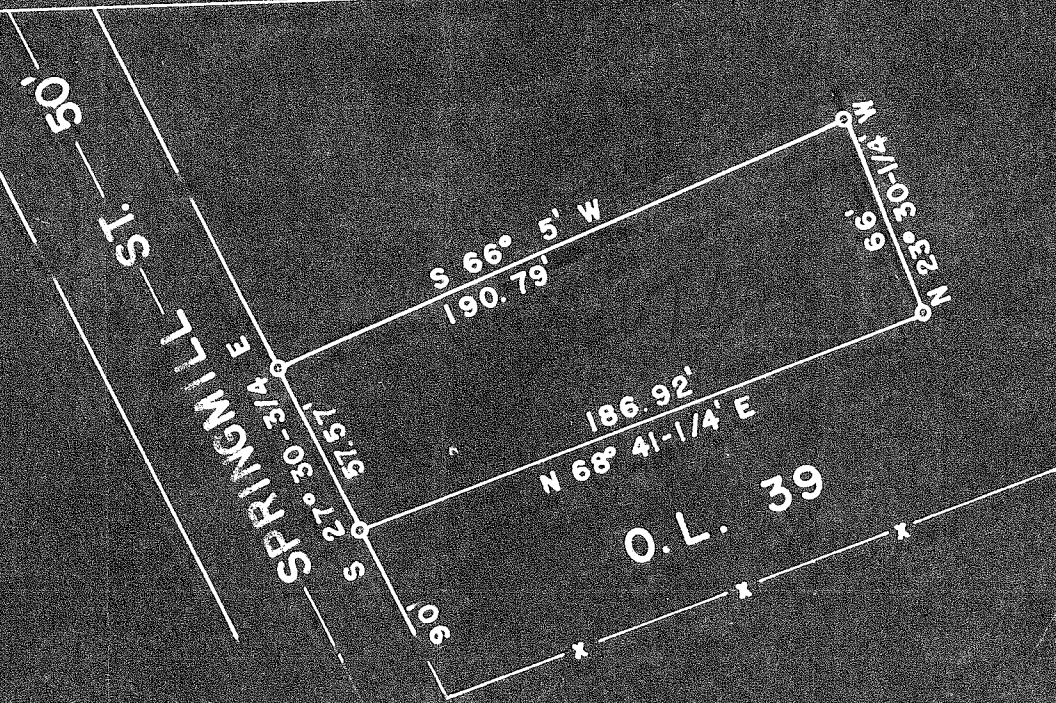 50'
ST.
SPRINGMILL
S 66° 5' W
190.79'
N 23° 30-1/4' W
66'
S 27° 30-3/4' E
57.57'
186.92'
N 68° 41-1/4' E
O.L. 39
90'
x x x